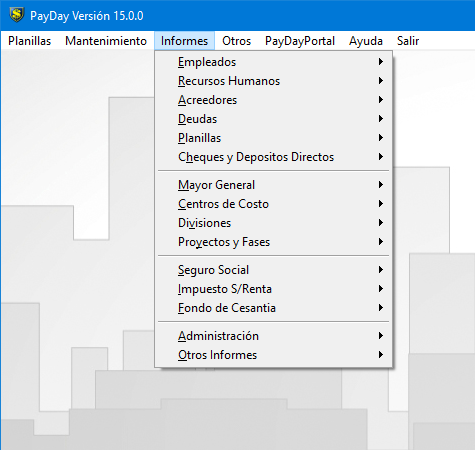 PayDay Versión 15.0.0
Planillas Mantenimiento Informes Otros PayDayPortal Ayuda Salir
Empleados
Recursos Humanos
Acreedores
Deudas
Planillas
Cheques y Depositos Directos
Mayor General
Centros de Costo
Divisiones
Proyectos y Fases
Seguro Social
Impuesto S/Renta
Fondo de Cesantia
Administración
Otros Informes